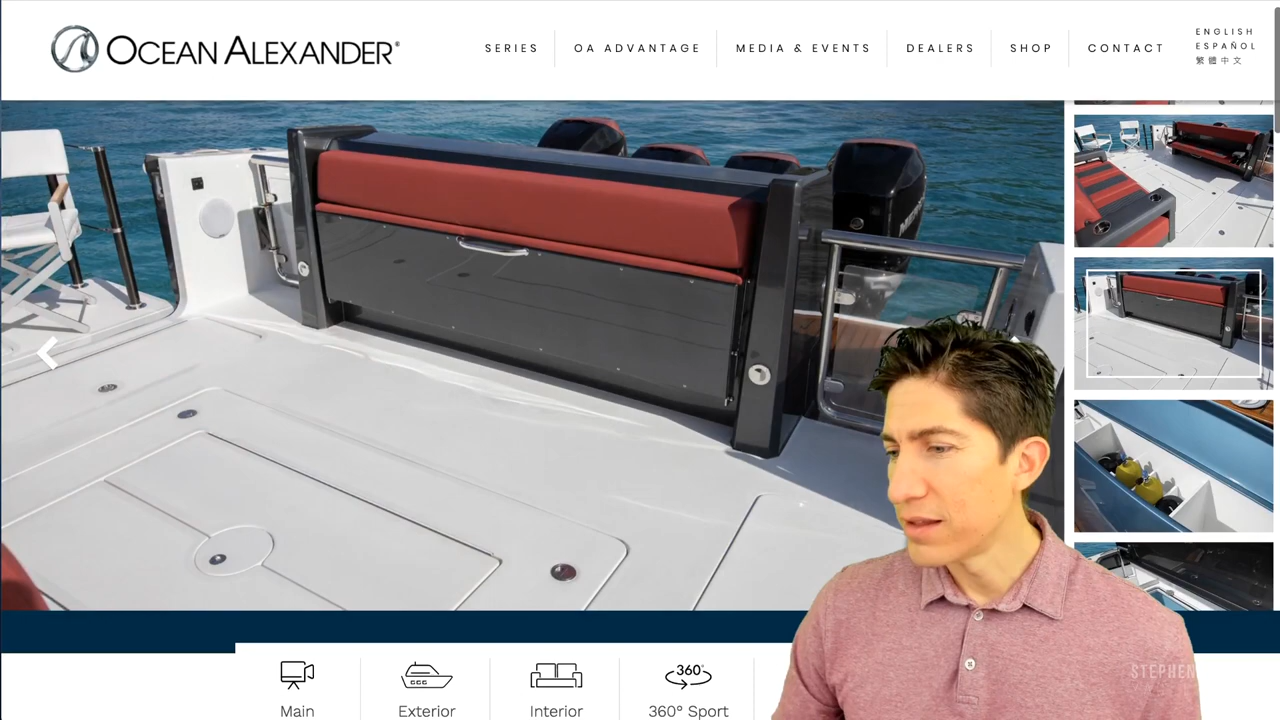 OCEAN ALEXANDER®
SERIES
OA ADVANTAGE
MEDIA & EVENTS
DEALERS
SHOP
CONTACT
ENGLISH
ESPAÑOL
繁體中文
360°
Main
Exterior
Interior
360° Sport
STEPHEN